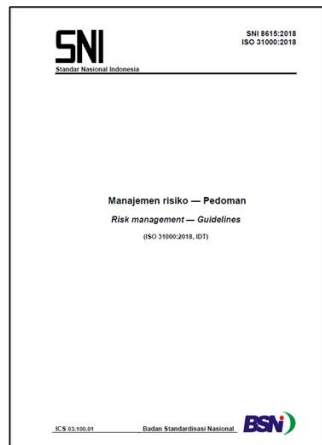 SNI 8615:2018
ISO 31000:2018
SNI
Standar Nasional Indonesia
Manajemen risiko — Pedoman
Risk management — Guidelines
(ISO 31000:2018, IDT)
ICS 03.100.01
Badan Standardisasi Nasional
BSN